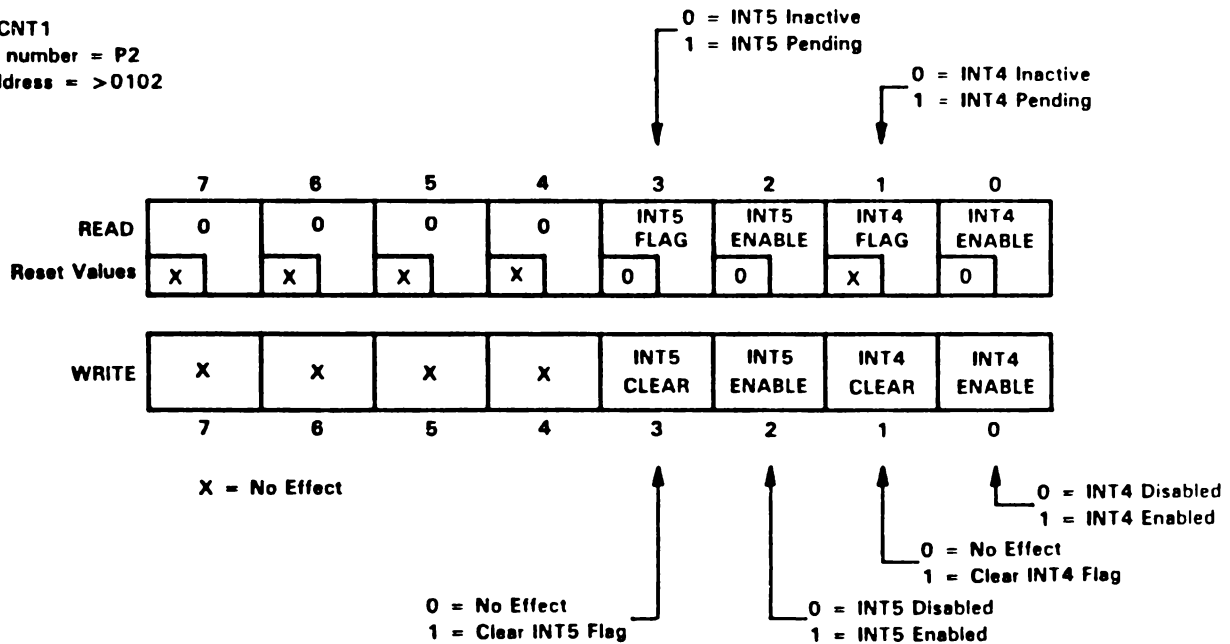 CNT1
number = P2
ddress = >0102
0 = INT5 Inactive
1 = INT5 Pending
0 = INT4 Inactive
1 = INT4 Pending
7 6 5 4 3 2 1 0
READ 0 0 0 0 INT5 FLAG INT5 ENABLE INT4 FLAG INT4 ENABLE
Reset Values X X X X 0 0 X 0
WRITE X X X X INT5 CLEAR INT5 ENABLE INT4 CLEAR INT4 ENABLE
7 6 5 4 3 2 1 0
X = No Effect
0 = INT4 Disabled
1 = INT4 Enabled
0 = No Effect
1 = Clear INT4 Flag
0 = No Effect
1 = Clear INT5 Flag
0 = INT5 Disabled
1 = INT5 Enabled